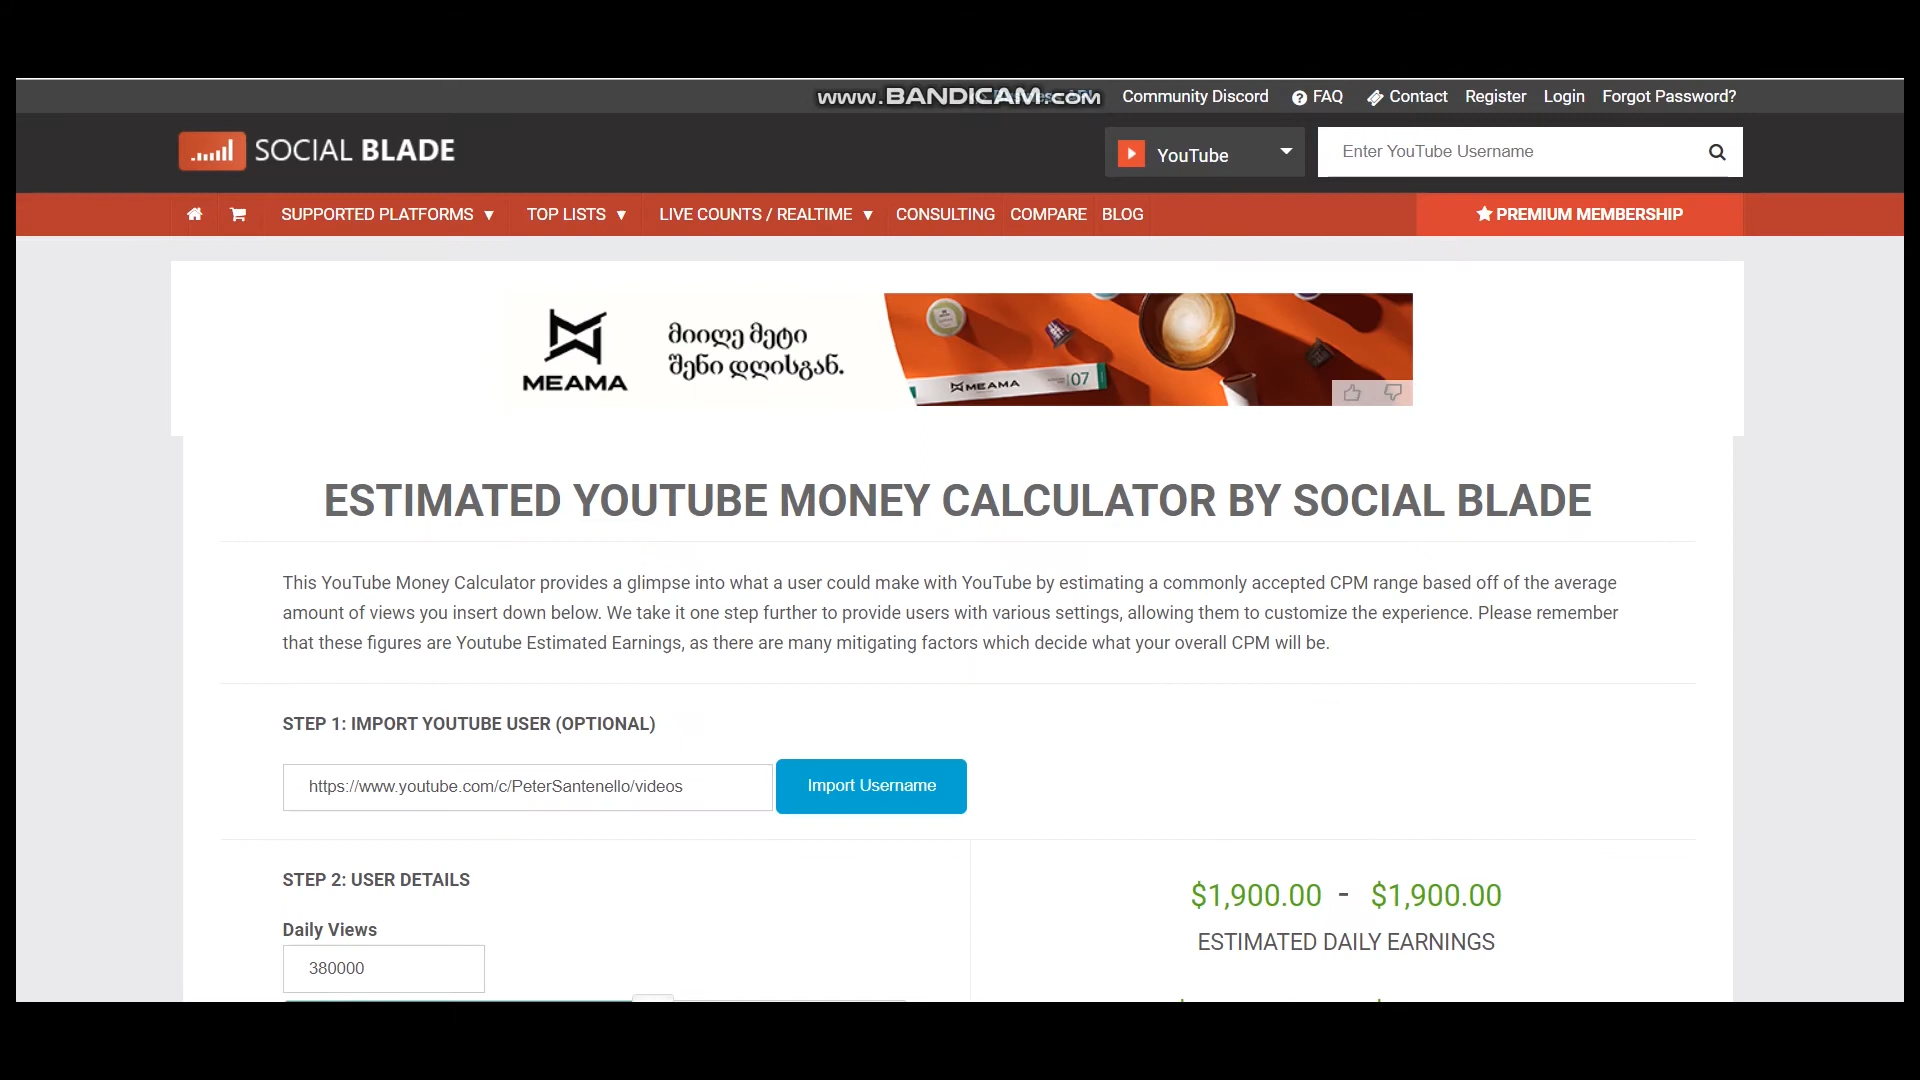 www.BANDICAM.com
Community Discord
FAQ
Contact
Register
Login
Forgot Password?
SOCIAL BLADE
YouTube
Enter YouTube Username
SUPPORTED PLATFORMS ▼
TOP LISTS ▼
LIVE COUNTS / REALTIME ▼
CONSULTING
COMPARE
BLOG
PREMIUM MEMBERSHIP
MEAMA
მიიღე მეტი
შენი დღისგან.
MEAMA
07
ESTIMATED YOUTUBE MONEY CALCULATOR BY SOCIAL BLADE
This YouTube Money Calculator provides a glimpse into what a user could make with YouTube by estimating a commonly accepted CPM range based off of the average
amount of views you insert down below. We take it one step further to provide users with various settings, allowing them to customize the experience. Please remember
that these figures are Youtube Estimated Earnings, as there are many mitigating factors which decide what your overall CPM will be.
STEP 1: IMPORT YOUTUBE USER (OPTIONAL)
https://www.youtube.com/c/PeterSantenello/videos
Import Username
STEP 2: USER DETAILS
Daily Views
380000
$1,900.00 - $1,900.00
ESTIMATED DAILY EARNINGS